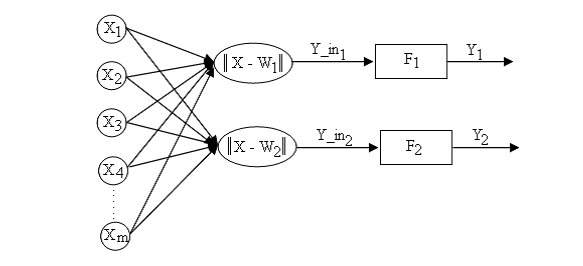 X1
X2
X3
X4
Xm
‖ X - W1‖ Y_in1 F1 Y1
‖X - W2‖ Y_in2 F2 Y2